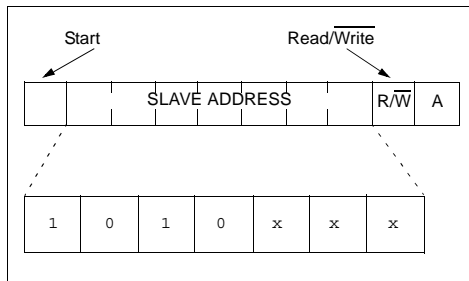 Start Read/Write
SLAVE ADDRESS R/W A
1 0 1 0 x x x